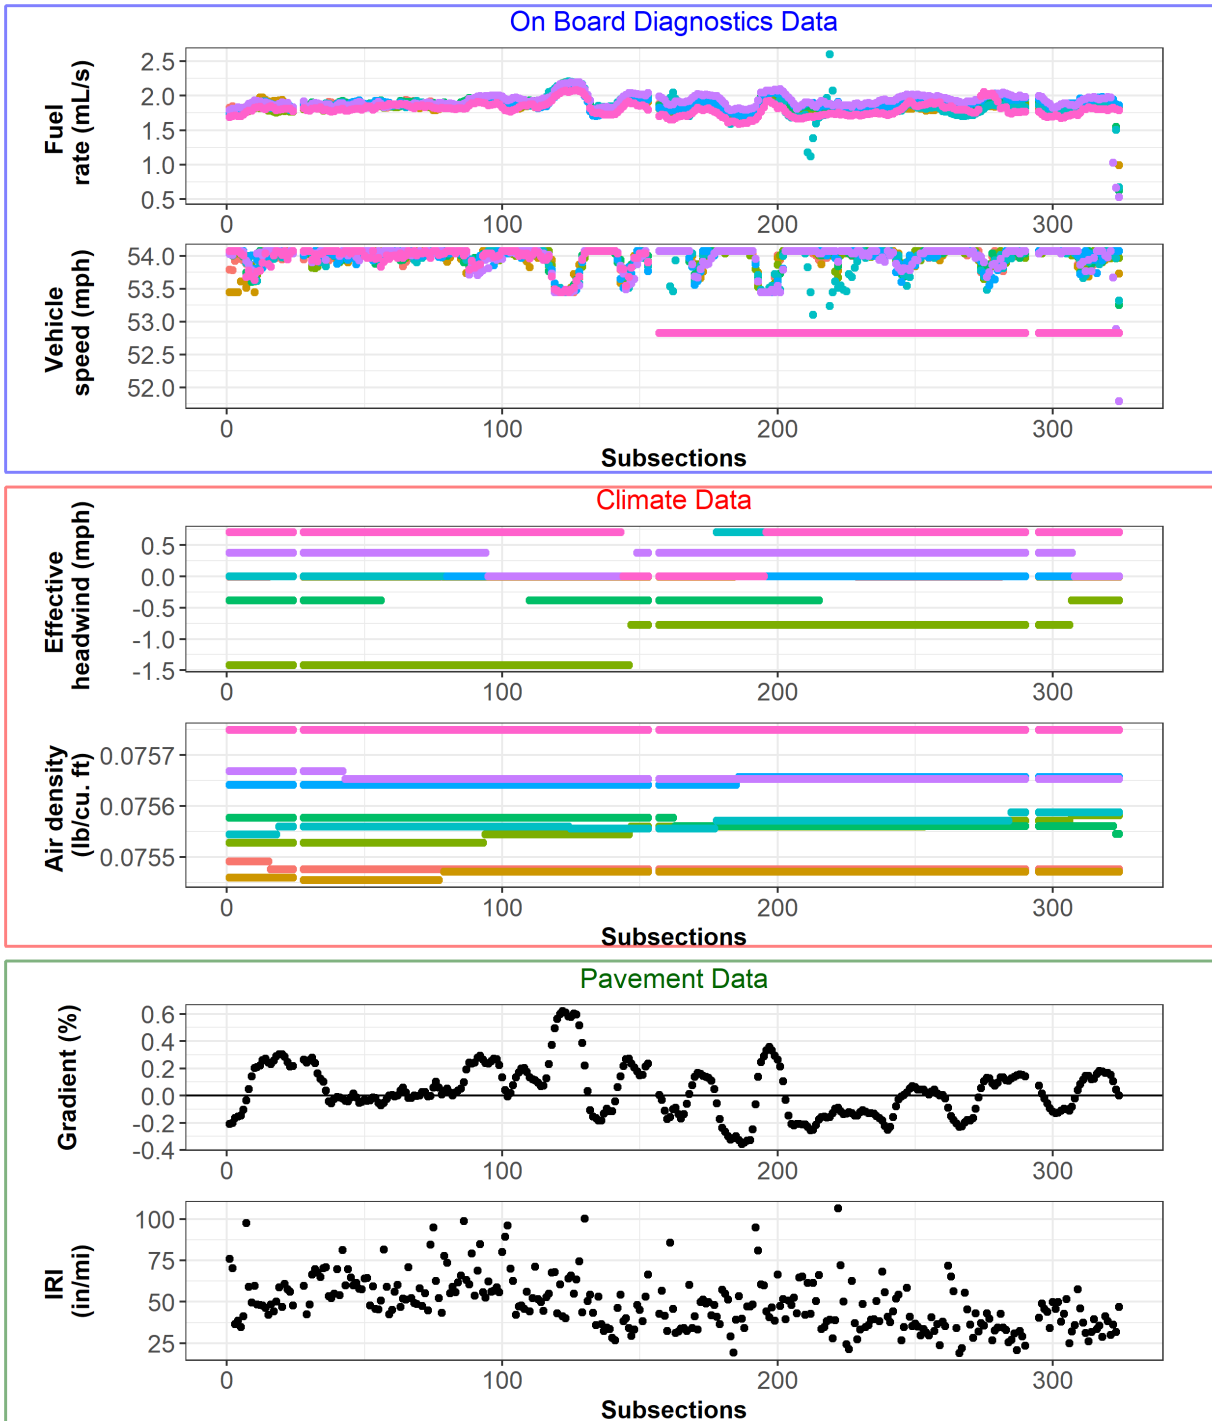 On Board Diagnostics Data
Fuel
rate (mL/s)
2.5
2.0
1.5
1.0
0.5
0 100 200 300
Vehicle
speed (mph)
54.0
53.5
53.0
52.5
52.0
0 100 200 300
Subsections
Climate Data
Effective
headwind (mph)
0.5
0.0
-0.5
-1.0
-1.5
0 100 200 300
Air density
(lb/cu. ft)
0.0757
0.0756
0.0755
0 100 200 300
Subsections
Pavement Data
Gradient (%)
0.6
0.4
0.2
0.0
-0.2
-0.4
0 100 200 300
IRI
(in/mi)
100
75
50
25
0 100 200 300
Subsections